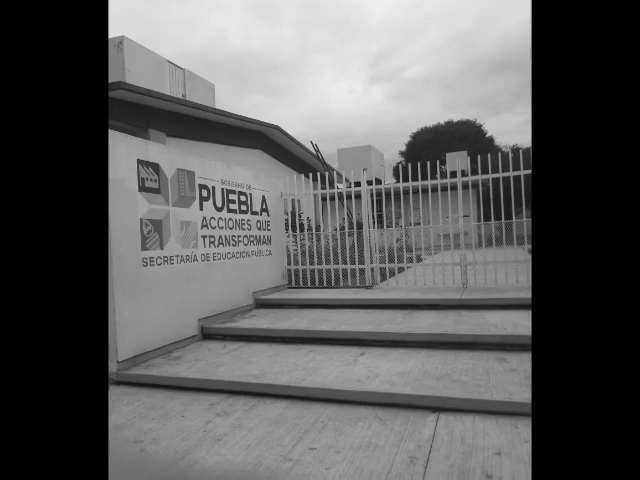 GOBIERNO DE
PUEBLA
ACCIONES QUE
TRANSFORMAN
SECRETARÍA DE EDUCACIÓN PÚBLICA